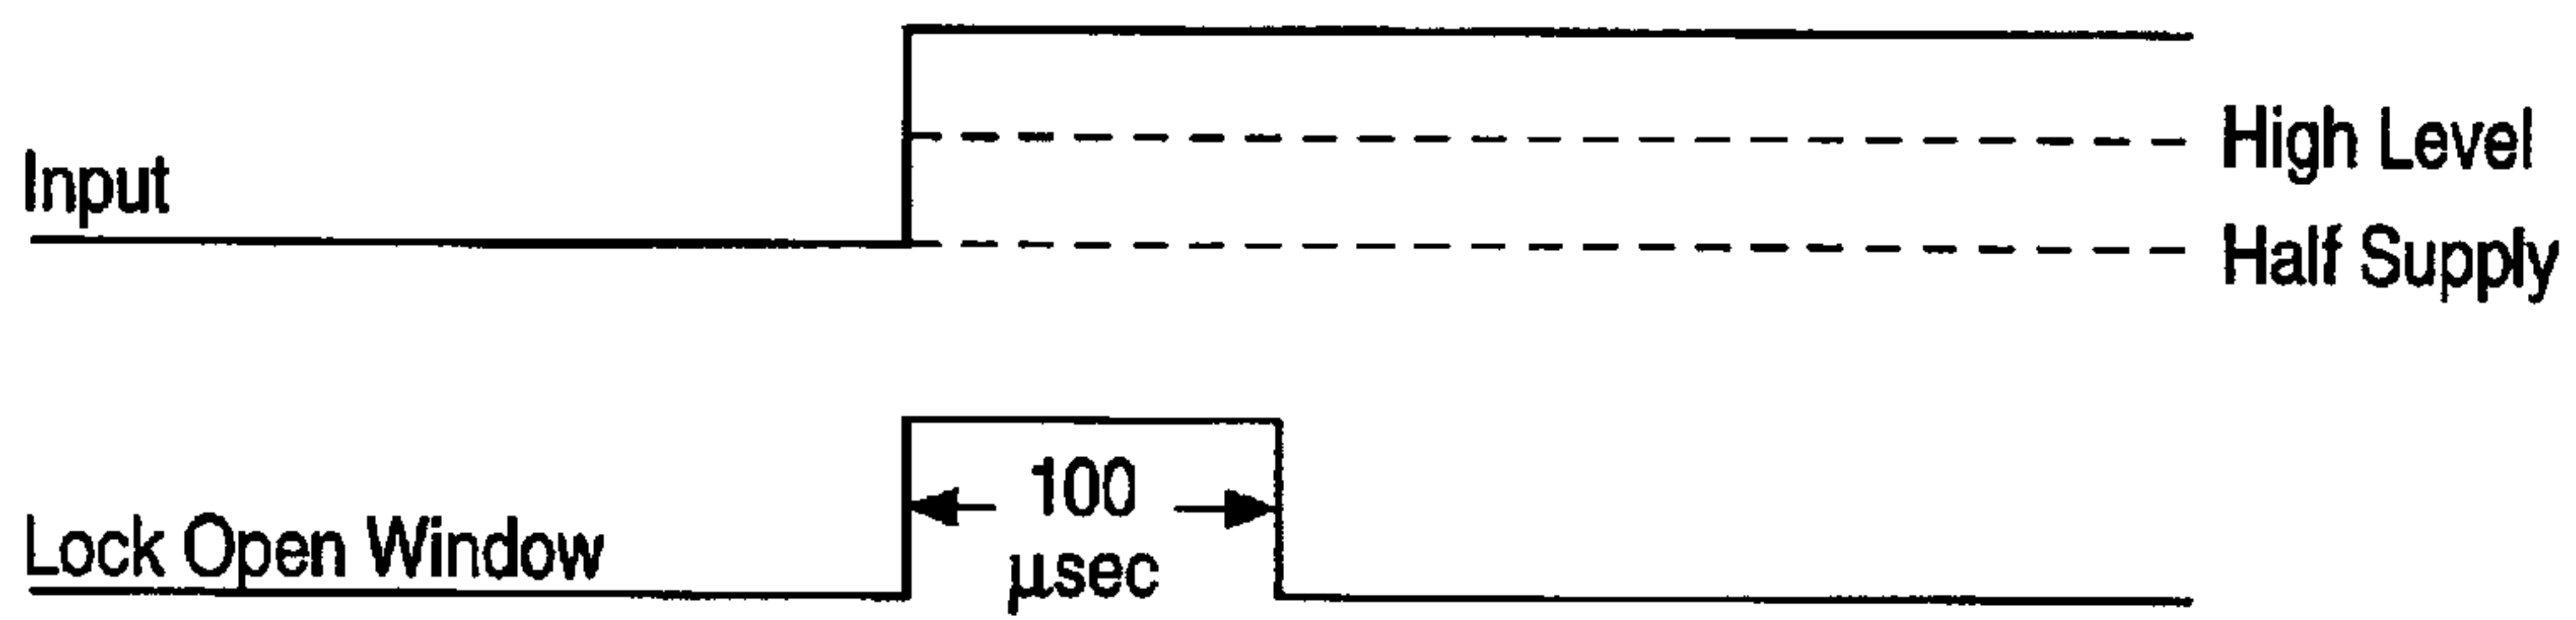 Input
High Level
Half Supply
Lock Open Window
100
µsec